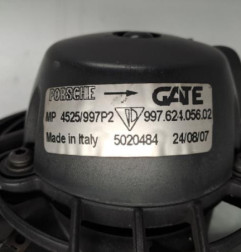 PORSCHE → GATE
MP 4525/997P2 997.624.056.02
Made in Italy 5020484 24/08/07